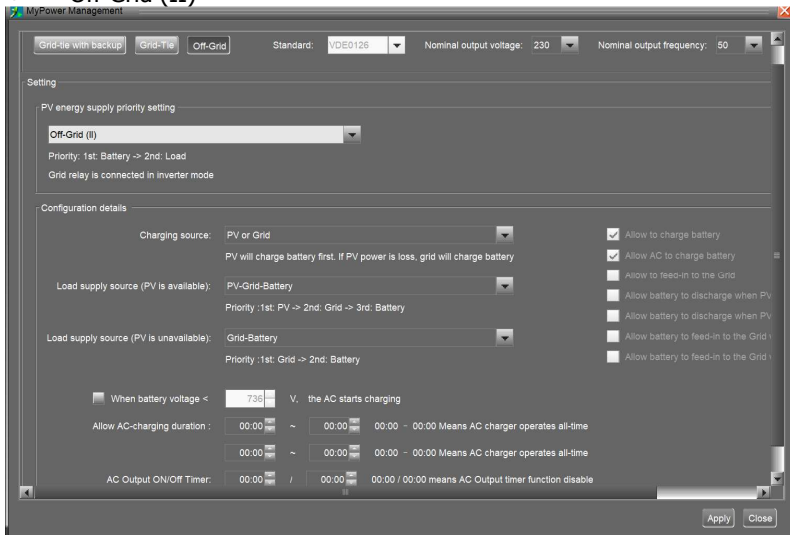 Off-Grid (II)
MyPower Management
Grid-tie with backup Grid-Tie Off-Grid Standard: VDE0126 Nominal output voltage: 230 Nominal output frequency: 50
Setting
PV energy supply priority setting
Off-Grid (II)
Priority: 1st: Battery -> 2nd: Load
Grid relay is connected in inverter mode
Configuration details
Charging source: PV or Grid
PV will charge battery first. If PV power is loss, grid will charge battery
Load supply source (PV is available): PV-Grid-Battery
Priority :1st: PV -> 2nd: Grid -> 3rd: Battery
Load supply source (PV is unavailable): Grid-Battery
Priority :1st: Grid -> 2nd: Battery
Allow to charge battery
Allow AC to charge battery
Allow to feed-in to the Grid
Allow battery to discharge when PV
Allow battery to discharge when PV
Allow battery to feed-in to the Grid
Allow battery to feed-in to the Grid
When battery voltage < 736 V, the AC starts charging
Allow AC-charging duration : 00:00 ~ 00:00 00:00 ~ 00:00 Means AC charger operates all-time
00:00 ~ 00:00 00:00 ~ 00:00 Means AC charger operates all-time
AC Output ON/Off Timer: 00:00 / 00:00 00:00 / 00:00 means AC Output timer function disable
Apply Close